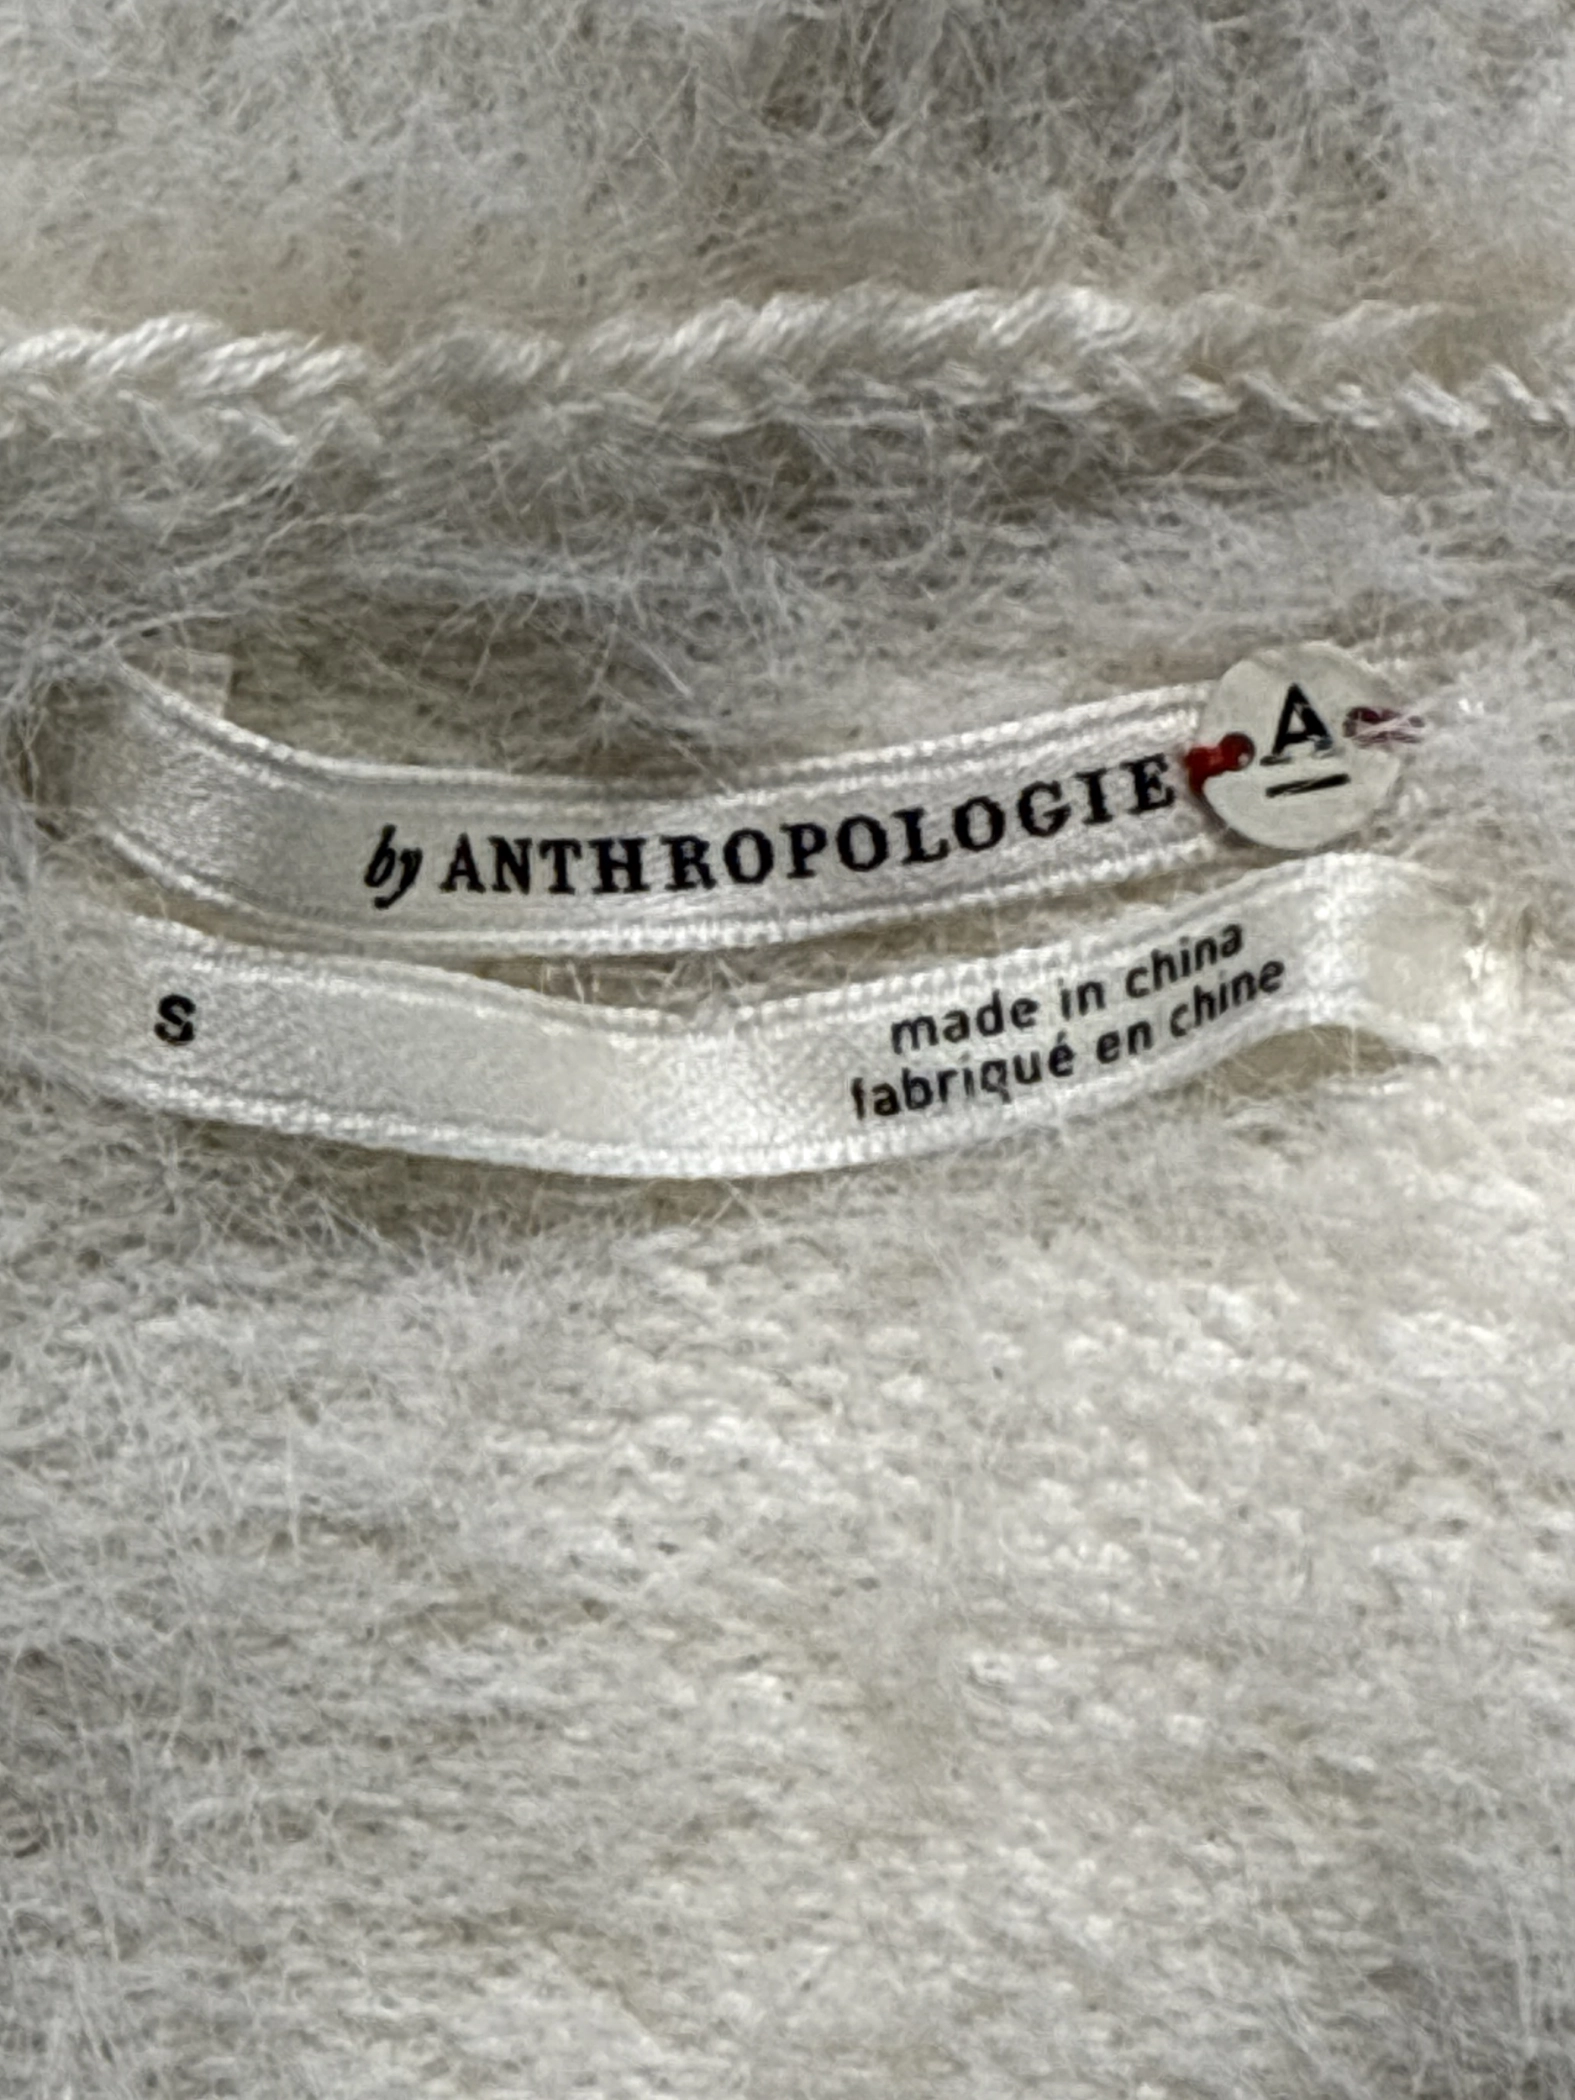 by ANTHROPOLOGIE
A
S
made in china
fabriqué en chine